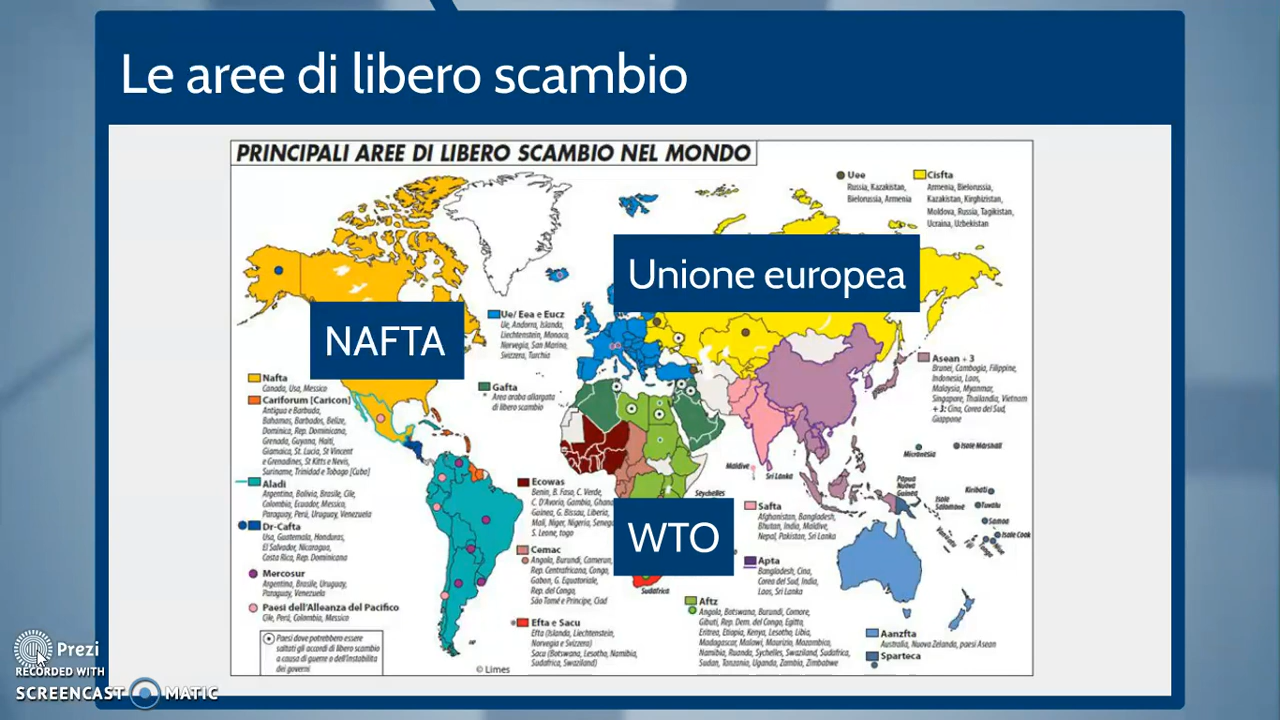 Le aree di libero scambio
PRINCIPALI AREE DI LIBERO SCAMBIO NEL MONDO
Uee
Russia, Kazakistan,
Bielorussia, Armenia
Cisfta
Armenia, Bielorussia,
Kazakistan, Kirghizistan,
Moldova, Russia, Tagikistan,
Ucraina, Uzbekistan
Unione europea
NAFTA
Ue/ Eea e Eucz
Ue, Andorra, Islanda,
Liechtenstein, Monaco,
Norvegia, San Marino,
Svizzera, Turchia
Asean + 3
Brunei, Cambogia, Filippine,
Indonesia, Laos,
Malaysia, Myanmar,
Singapore, Thailandia, Vietnam
+ 3: Cina, Corea del Sud,
Giappone
Nafta
Canada, Usa, Messico
Gafta
Area araba allargata
di libero scambio
Cariforum [Caricon]
Antigua e Barbuda,
Bahamas, Barbados, Belize,
Dominica, Rep. Dominicana,
Grenada, Guyana, Haiti,
Giamaica, St. Lucia, St Vincent
e Grenadines, St Kitts e Nevis,
Suriname, Trinidad e Tobago [Cuba]
Isole Marshall
Micronesia
Maldive
Sri Lanka
Papua
Nuova
Guinea
Kiribati
Isole
Salomone
Tuvalu
Samoa
Isole Cook
Vanuatu
Aladi
Argentina, Bolivia, Brasile, Cile,
Colombia, Ecuador, Messico,
Paraguay, Perù, Uruguay, Venezuela
Ecowas
Benin, B. Faso, C. Verde,
C. D'Avorio, Gambia, Ghana,
Guinea, G. Bissau, Liberia,
Mali, Niger, Nigeria, Senega
S. Leone, togo
Seychelles
WTO
Safta
Afghanistan, Bangladesh,
Bhutan, India, Maldive,
Nepal, Pakistan, Sri Lanka
Dr-Cafta
Usa, Guatemala, Honduras,
El Salvador, Nicaragua,
Costa Rica, Rep. Dominicana
Cemac
Angola, Burundi, Camerun,
Rep. Centrafricana, Congo,
Gabon, G. Equatoriale,
Rep. del Congo,
São Tomé e Principe, Ciad
Apta
Bangladesh, Cina,
Corea del Sud, India,
Laos, Sri Lanka
Mercosur
Argentina, Brasile, Uruguay,
Paraguay, Venezuela
Sudafrica
Paesi dell'Alleanza del Pacifico
Cile, Perù, Colombia, Messico
Aftz
Angola, Botswana, Burundi, Comore,
Gibuti, Rep. Dem. del Congo, Egitto,
Eritrea, Etiopia, Kenya, Lesotho, Libia,
Madagascar, Malawi, Maurizio, Mozambico,
Namibia, Ruanda, Sychelles, Swaziland, Sudafrica,
Sudan, Tanzania, Uganda, Zambia, Zimbabwe
Efta e Sacu
Efta (Islanda, Liechtenstein,
Norvegia e Svizzera)
Sacu (Botswana, Lesotho, Namibia,
Sudafrica, Swaziland)
Aanzfta
Australia, Nuova Zelanda, paesi Asean
Sparteca
Paesi dove potrebbero essere
saltati gli accordi di libero scambio
a causa di guerre o dell'instabilità
dei governi
© Limes
Prezi
RECORDED WITH
SCREENCAST MATIC